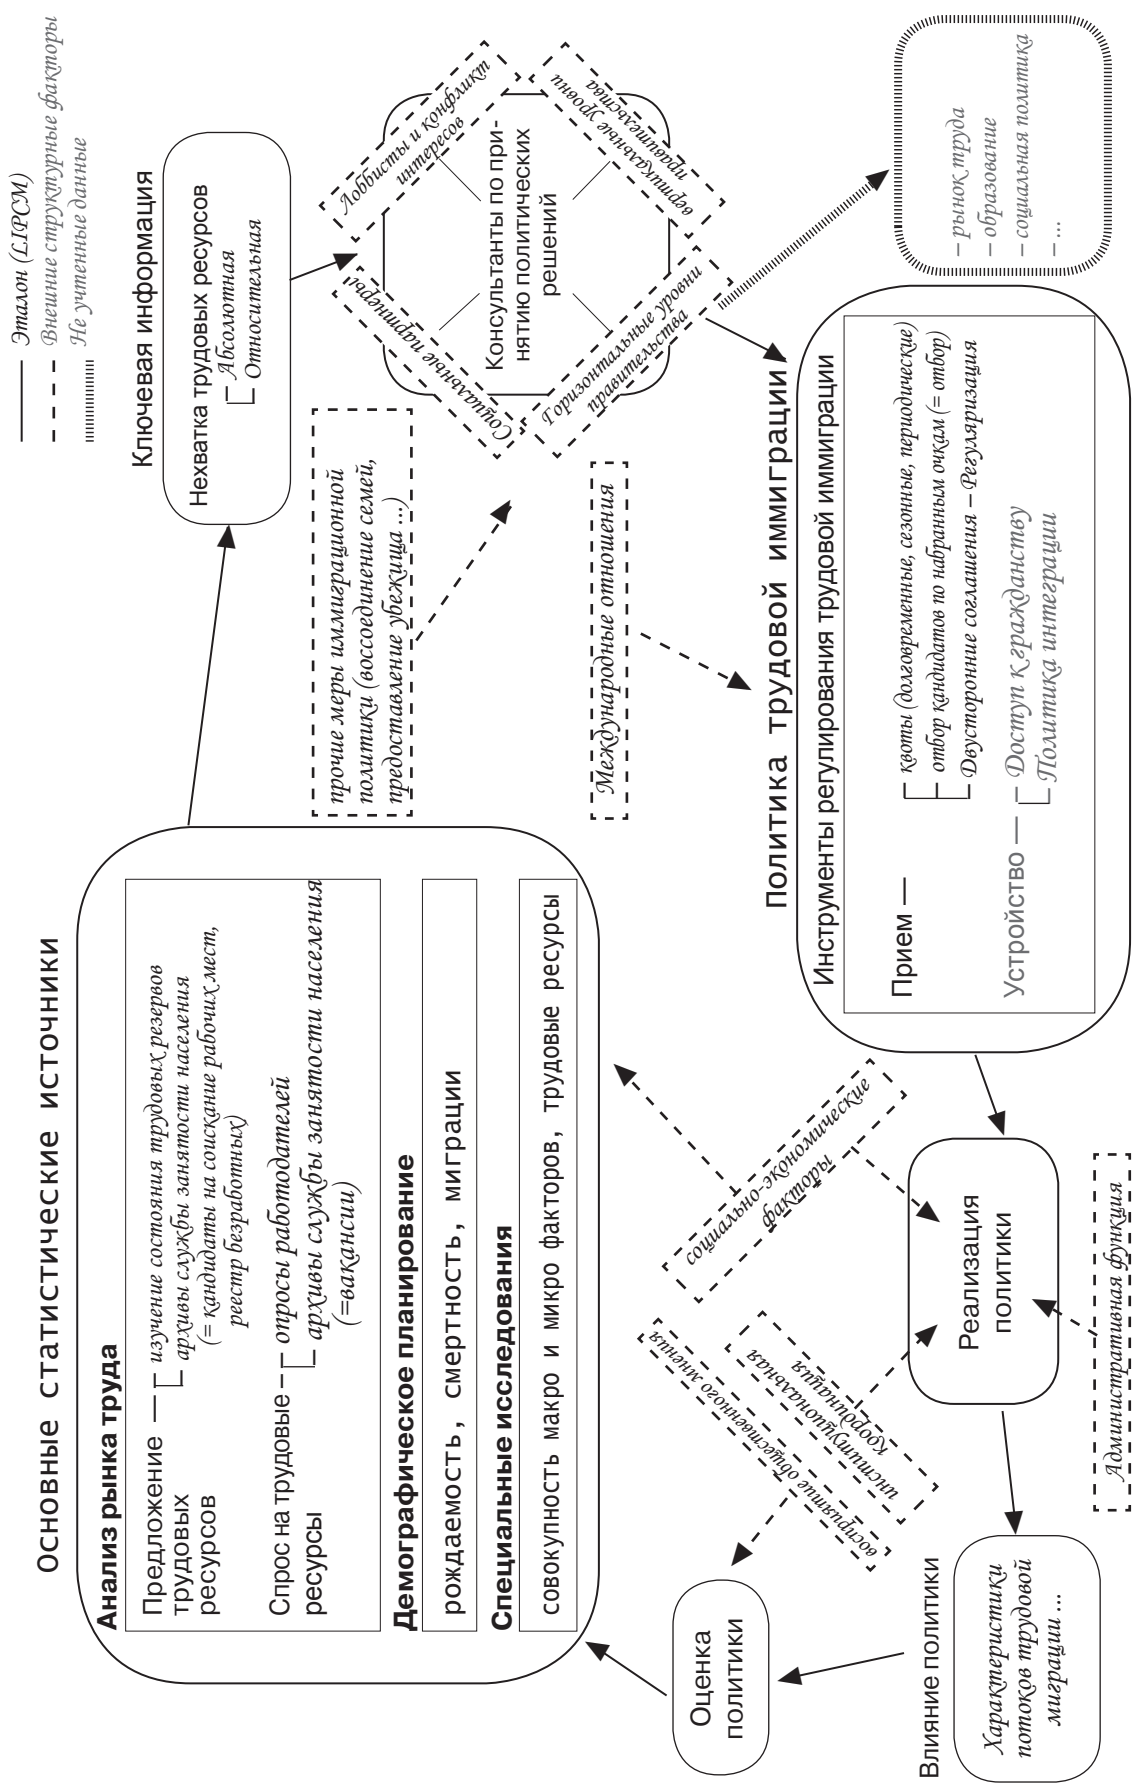 Эталон (LIPCM)
Внешние структурные факторы
Не учтенные данные
Основные статистические источники
Анализ рынка труда
Предложение
трудовых
ресурсов
изучение состояния трудовых резервов
архивы службы занятости населения
(= кандидаты на соискание рабочих мест,
реестр безработных)
Спрос на трудовые
ресурсы
опросы работодателей
архивы службы занятости населения
(=вакансии)
Демографическое планирование
рождаемость, смертность, миграции
Специальные исследования
совокупность макро и микро факторов, трудовые ресурсы
Ключевая информация
Нехватка трудовых ресурсов
Абсолютная
Относительная
прочие меры иммиграционной
политики (воссоединение семей,
предоставление убежища ...)
Международные отношения
Социальные партнеры
Лоббисты и конфликт
интересов
Консультанты по при-
нятию политических
решений
Горизонтальные уровни
правительства
вертикальные уровни
правительства
– рынок труда
– образование
– социальная политика
– ...
Политика трудовой иммиграции
Инструменты регулирования трудовой иммиграции
Прием —
квоты (долговременные, сезонные, периодические)
отбор кандидатов по набранным очкам (= отбор)
Двусторонние соглашения – Регуляризация
Устройство —
Доступ к гражданству
Политика интеграции
социально-экономические
факторы
восприятие общественного мнения
институциональная
координация
Реализация
политики
Административная функция
Оценка
политики
Влияние политики
Характеристики
потоков трудовой
миграции ...